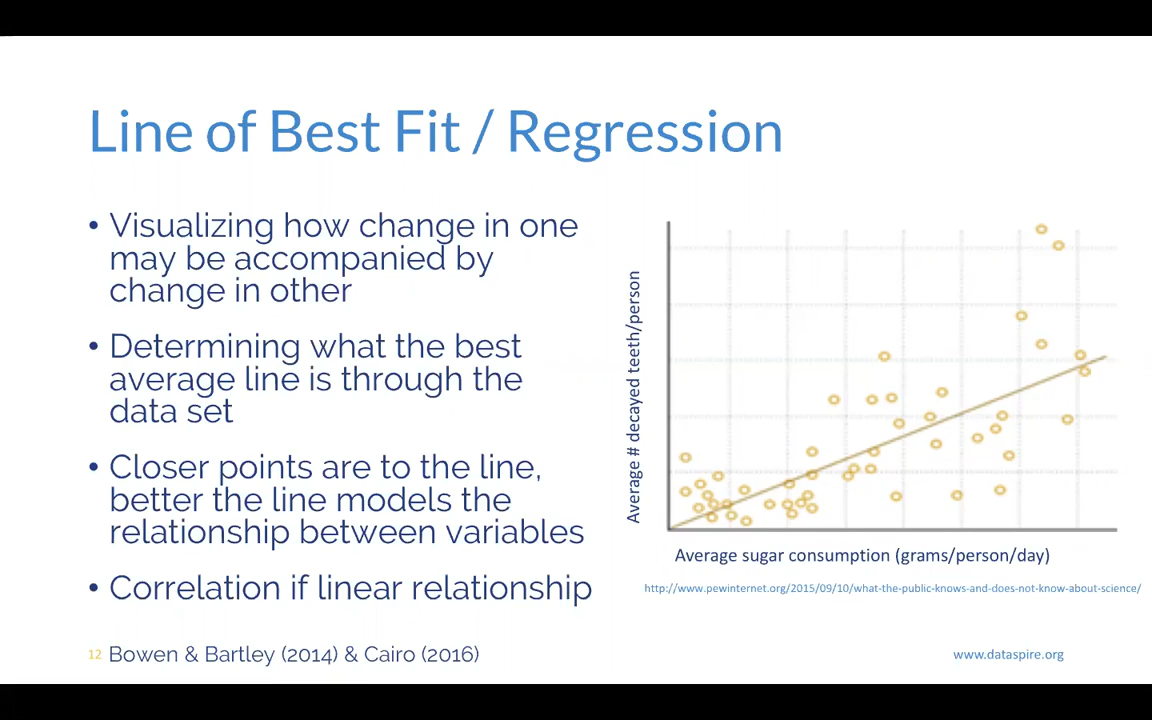 Line of Best Fit / Regression
• Visualizing how change in one
may be accompanied by
change in other
• Determining what the best
average line is through the
data set
• Closer points are to the line,
better the line models the
relationship between variables
• Correlation if linear relationship
Average # decayed teeth/person
Average sugar consumption (grams/person/day)
http://www.pewinternet.org/2015/09/10/what-the-public-knows-and-does-not-know-about-science/
12 Bowen & Bartley (2014) & Cairo (2016)
www.dataspire.org